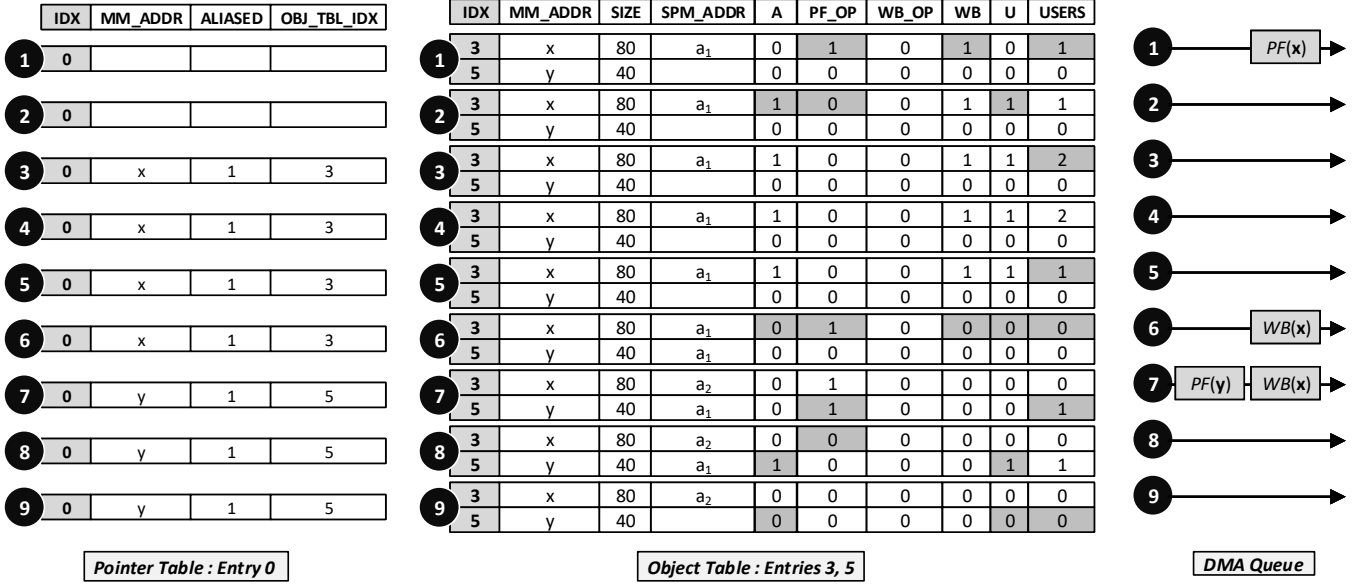 IDX MM_ADDR ALIASED OBJ_TBL_IDX
1 0
2 0
3 0 x 1 3
4 0 x 1 3
5 0 x 1 3
6 0 x 1 3
7 0 y 1 5
8 0 y 1 5
9 0 y 1 5
Pointer Table : Entry 0
IDX MM_ADDR SIZE SPM_ADDR A PF_OP WB_OP WB U USERS
1
3 x 80 a₁ 0 1 0 1 0 1
5 y 40 0 0 0 0 0 0
2
3 x 80 a₁ 1 0 0 1 1 1
5 y 40 0 0 0 0 0 0
3
3 x 80 a₁ 1 0 0 1 1 2
5 y 40 0 0 0 0 0 0
4
3 x 80 a₁ 1 0 0 1 1 2
5 y 40 0 0 0 0 0 0
5
3 x 80 a₁ 1 0 0 1 1 1
5 y 40 0 0 0 0 0 0
6
3 x 80 a₁ 0 1 0 0 0 0
5 y 40 a₁ 0 0 0 0 0 0
7
3 x 80 a₂ 0 1 0 0 0 0
5 y 40 a₁ 0 1 0 0 0 1
8
3 x 80 a₂ 0 0 0 0 0 0
5 y 40 a₁ 1 0 0 0 1 1
9
3 x 80 a₂ 0 0 0 0 0 0
5 y 40 0 0 0 0 0 0
Object Table : Entries 3, 5
1 PF(x)
2
3
4
5
6 WB(x)
7 PF(y) WB(x)
8
9
DMA Queue